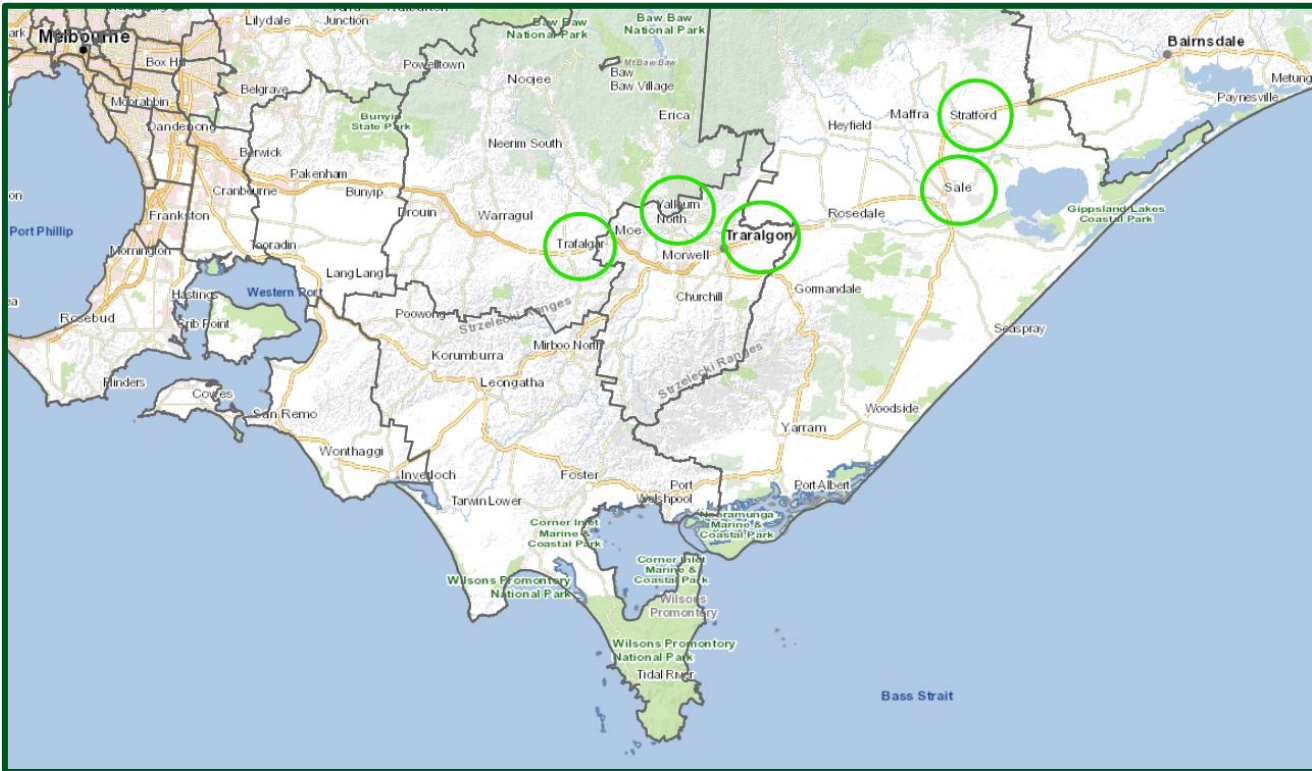 Lilydale
Junction
Baw Baw
National Park
Baw Baw
National Park
Melbourne
Box Hill
Powelltown
Mt Baw Baw
Baw
Baw Village
Noojee
Bairnsdale
Metung
Belgrave
Paynesville
Moorabbin
Bunyip
State Park
Erica
Maffra
Stratford
Heyfield
Dandenong
Neerim South
Berwick
Pakenham
Cranbourne
Bunyip
Sale
Frankston
Drouin
Warragul
Yallourn
North
Moe
Rosedale
Gippsland Lakes
Coastal Park
Port Phillip
Mornington
Tooradin
Trafalgar
Traralgon
Morwell
Lang Lang
Hastings
Western Port
Churchill
Gormandale
Poowong
Strzelecki Ranges
Rosebud
Crib Point
Seaspray
Korumburra
Mirboo North
Strzelecki Ranges
Flinders
Cowes
Leongatha
San Remo
Woodside
Yarram
Wonthaggi
Inverloch
Foster
Port
Welshpool
Port Albert
Tarwin Lower
Corner Inlet
Marine &
Coastal Park
Nooramunga
Marine &
Coastal Park
Corner Inlet
Marine &
Coastal Park
Wilsons Promontory
National Park
Wilsons
Promontory
Wilsons Promontory
National Park
Tidal River
Bass Strait